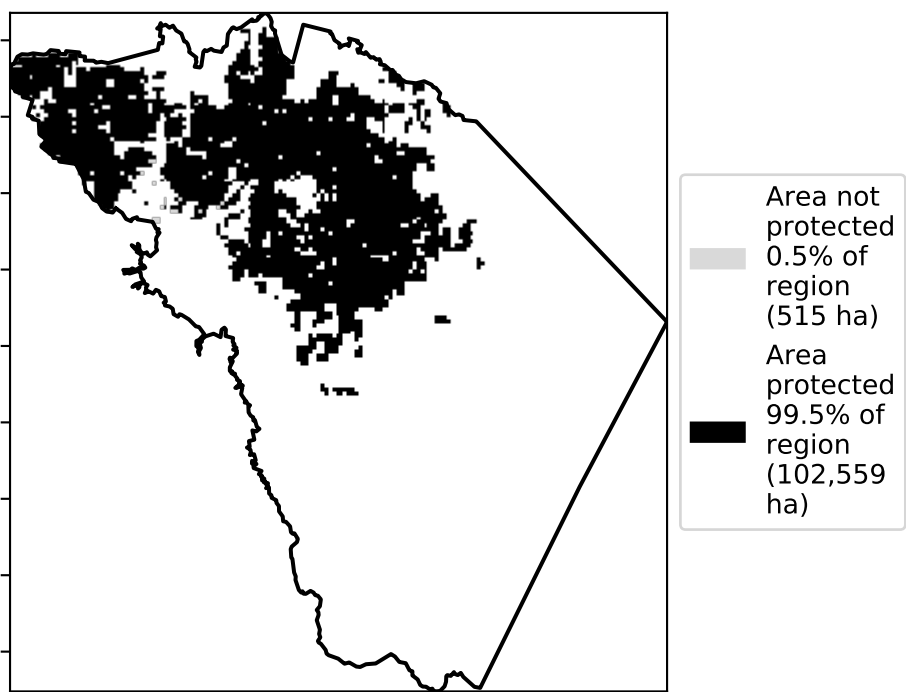 Area not
protected
0.5% of
region
(515 ha)
Area
protected
99.5% of
region
(102,559
ha)